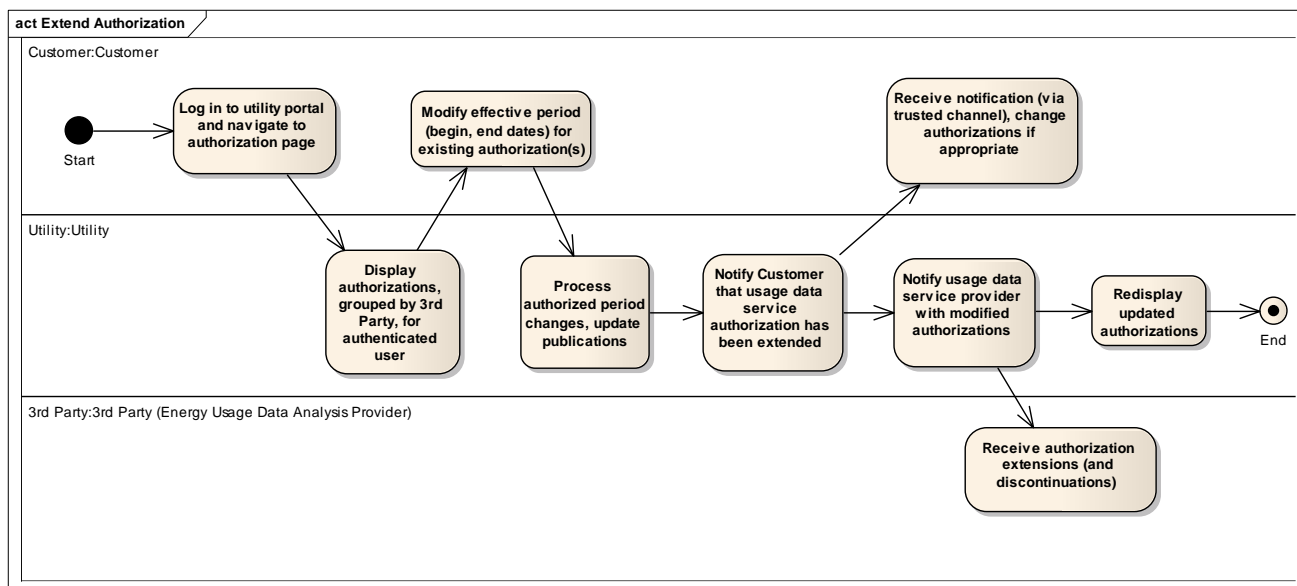 act Extend Authorization
Customer:Customer
Start
Log in to utility portal
and navigate to
authorization page
Modify effective period
(begin, end dates) for
existing authorization(s)
Receive notification (via
trusted channel), change
authorizations if
appropriate
Utility:Utility
Display
authorizations,
grouped by 3rd
Party, for
authenticated
user
Process
authorized period
changes, update
publications
Notify Customer
that usage data
service
authorization has
been extended
Notify usage data
service provider
with modified
authorizations
Redisplay
updated
authorizations
End
3rd Party:3rd Party (Energy Usage Data Analysis Provider)
Receive authorization
extensions (and
discontinuations)